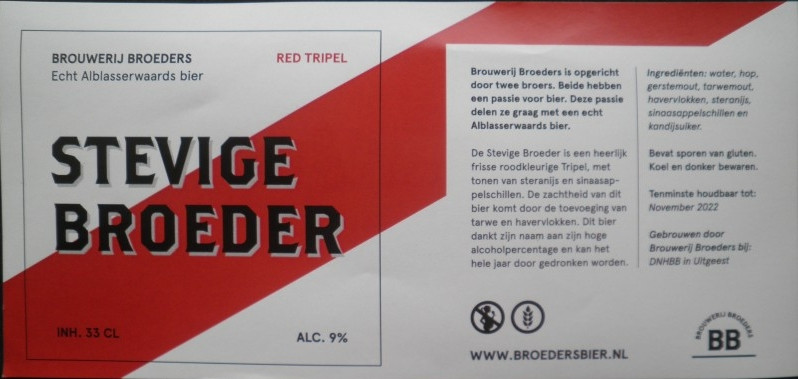 BROUWERIJ BROEDERS
Echt Alblasserwaards bier
RED TRIPEL
STEVIGE
BROEDER
INH. 33 CL
ALC. 9%
Brouwerij Broeders is opgericht
door twee broers. Beide hebben
een passie voor bier. Deze passie
delen ze graag met een echt
Alblasserwaards bier.
De Stevige Broeder is een heerlijk
frisse roodkleurige Tripel, met
tonen van steranijs en sinaasap-
pelschillen. De zachtheid van dit
bier komt door de toevoeging van
tarwe en havervlokken. Dit bier
dankt zijn naam aan zijn hoge
alcoholpercentage en kan het
hele jaar door gedronken worden.
WWW.BROEDERSBIER.NL
Ingrediënten: water, hop,
gerstemout, tarwemout,
havervlokken, steranijs,
sinaasappelschillen en
kandijsuiker.
Bevat sporen van gluten.
Koel en donker bewaren.
Tenminste houdbaar tot:
November 2022
Gebrouwen door
Brouwerij Broeders bij:
DNHBB in Uitgeest
BROUWERIJ BROEDERS
BB